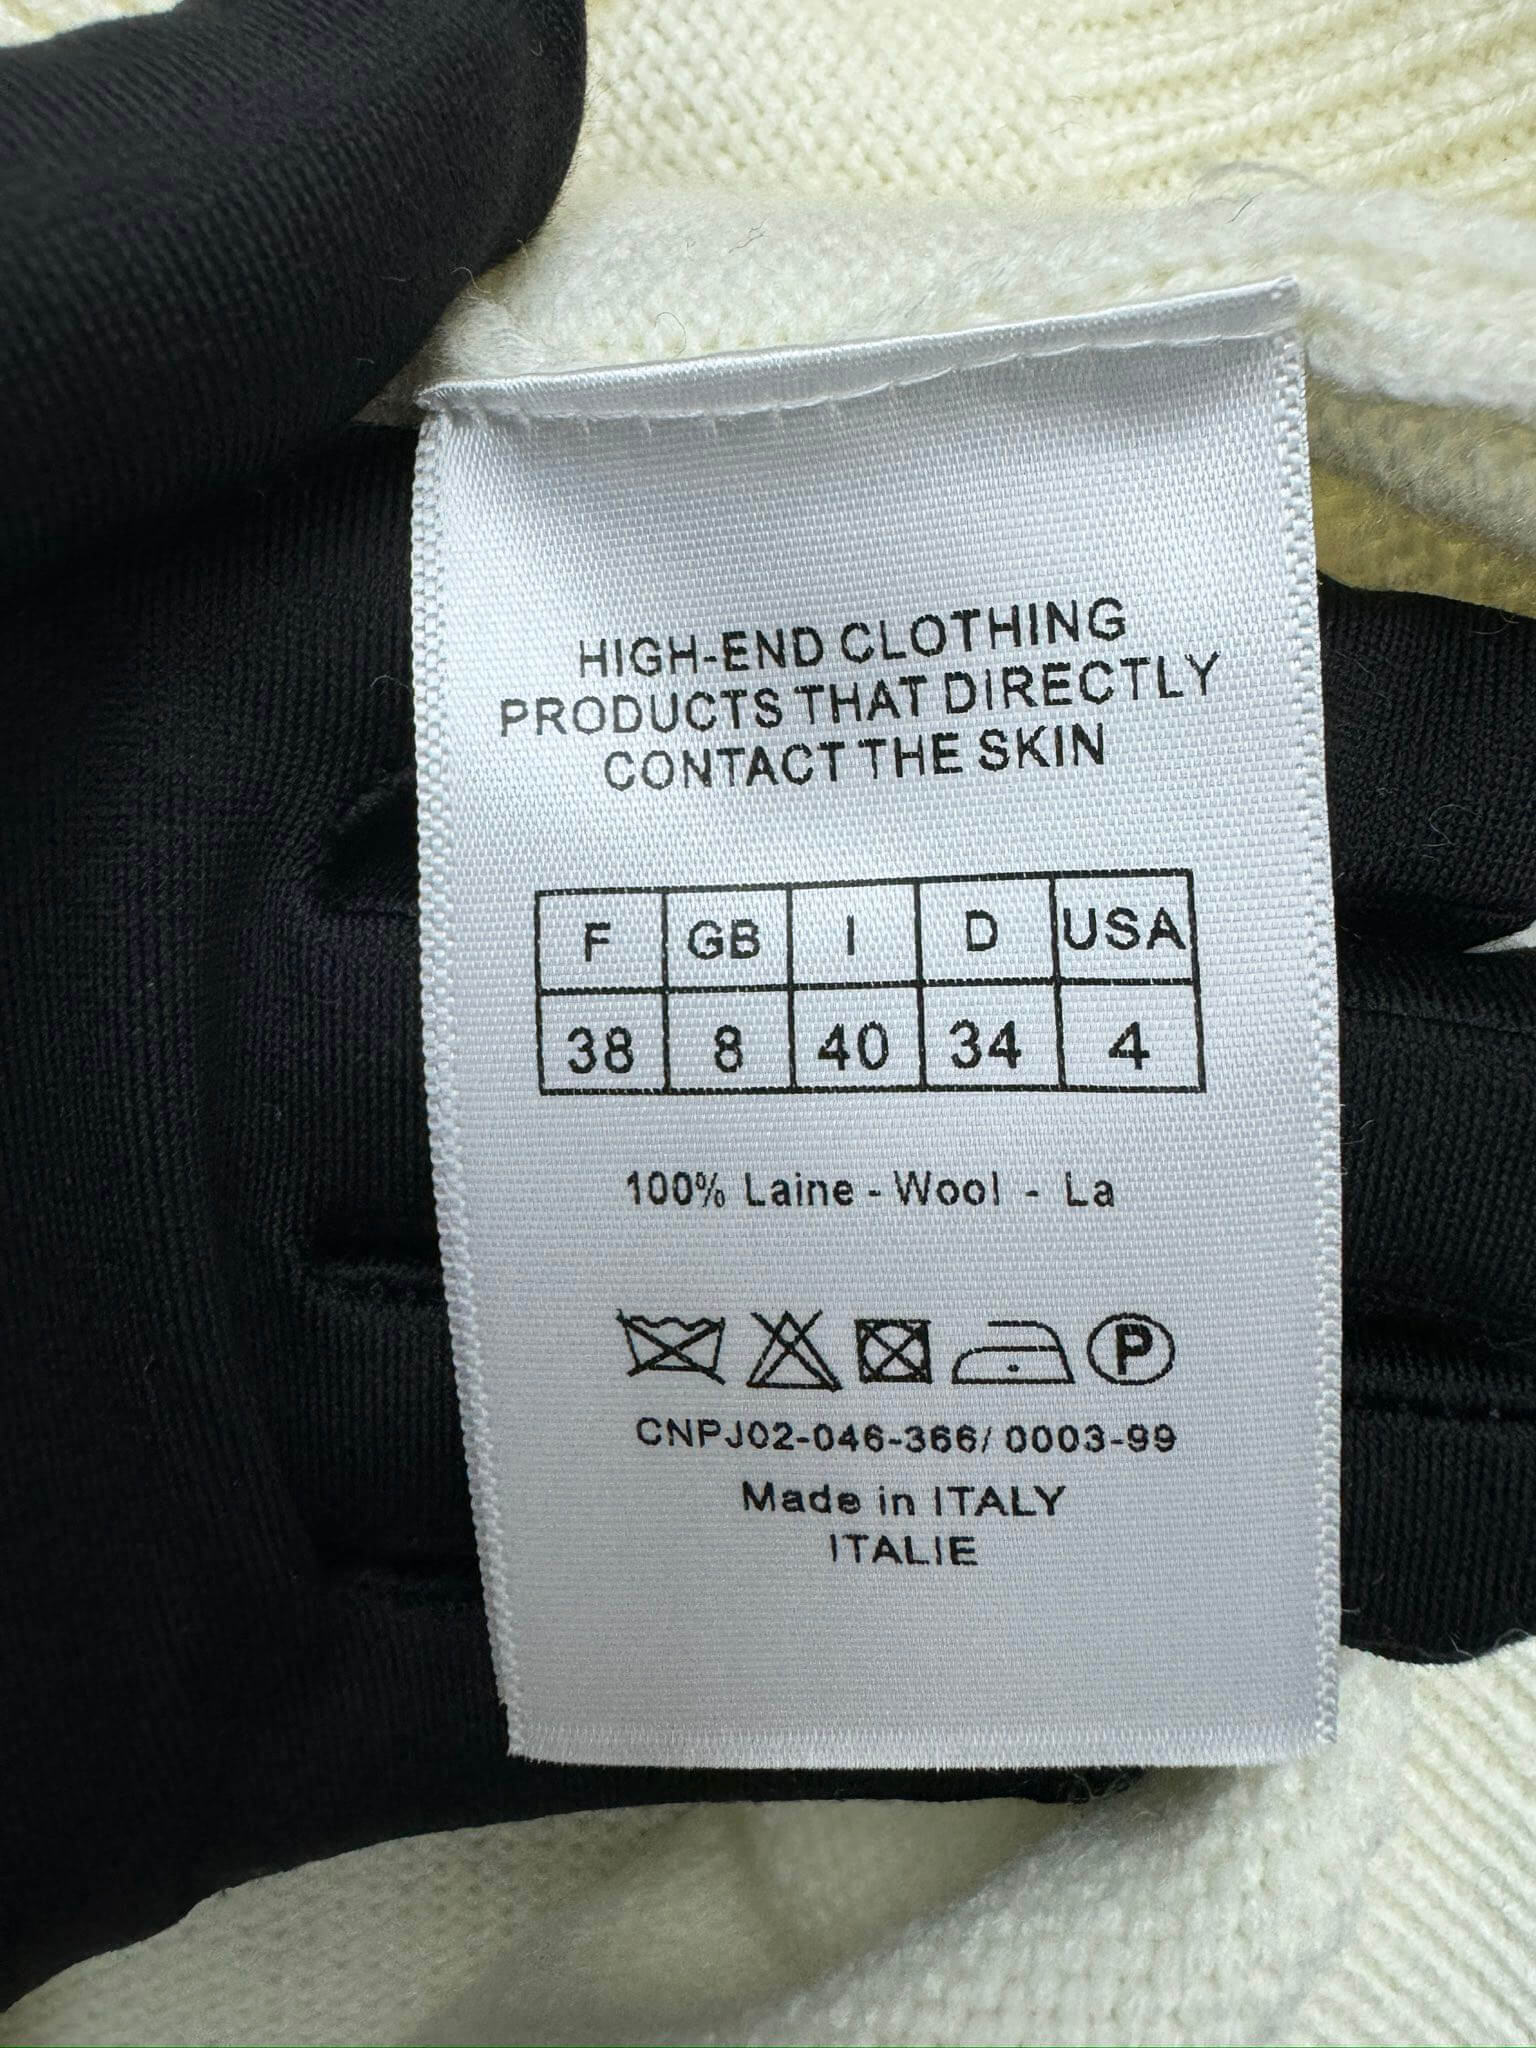 HIGH-END CLOTHING
PRODUCTS THAT DIRECTLY
CONTACT THE SKIN
F GB I D USA
38 8 40 34 4
100% Laine - Wool - La
P
CNPJ02-046-366/ 0003-99
Made in ITALY
ITALIE